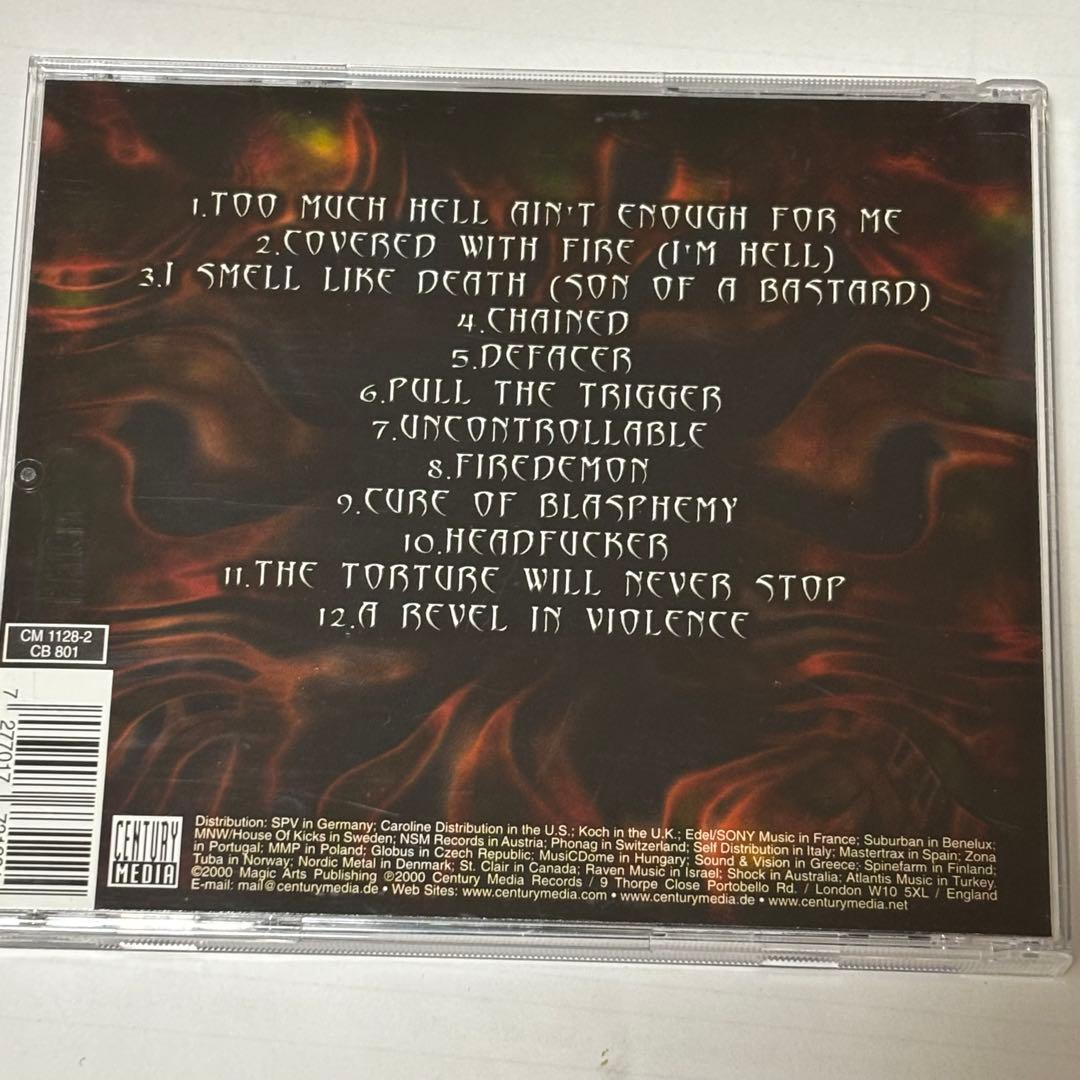 1.TOO MUCH HELL AIN'T ENOUGH FOR ME
2.COVERED WITH FIRE (I'M HELL)
3.I SMELL LIKE DEATH (SON OF A BASTARD)
4.CHAINED
5.DEFACER
6.PULL THE TRIGGER
7.UNCONTROLLABLE
8.FIREDEMON
9.CURE OF BLASPHEMY
10.HEADFUCKER
11.THE TORTURE WILL NEVER STOP
12.A REVEL IN VIOLENCE
CM 1128-2
CB 801
7 277017
CENTURY
MEDIA
Distribution: SPV in Germany; Caroline Distribution in the U.S.; Koch in the U.K.; Edel/SONY Music in France; Suburban in Benelux;
MNW/House Of Kicks in Sweden; NSM Records in Austria; Phonag in Switzerland; Self Distribution in Italy; Mastertrax in Spain; Zona
in Portugal; MMP in Poland; Globus in Czech Republic; MusiCDome in Hungary; Sound & Vision in Greece; Spinefarm in Finland;
Tuba in Norway; Nordic Metal in Denmark; St. Clair in Canada; Raven Music in Israel; Shock in Australia; Atlantis Music in Turkey.
©2000 Magic Arts Publishing ℗2000 Century Media Records / 9 Thorpe Close Portobello Rd. / London W10 5XL / England
E-mail: mail@centurymedia.de • Web Sites: www.centurymedia.com • www.centurymedia.de • www.centurymedia.net